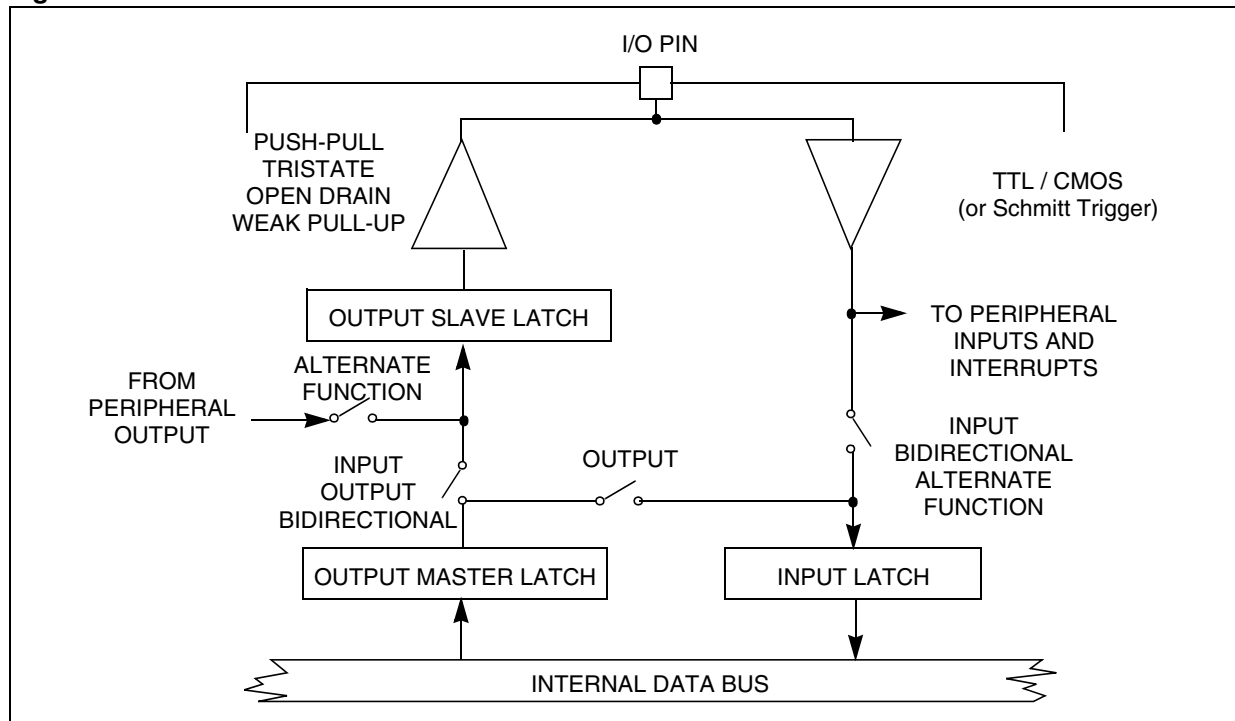 I/O PIN
PUSH-PULL
TRISTATE
OPEN DRAIN
WEAK PULL-UP
TTL / CMOS
(or Schmitt Trigger)
OUTPUT SLAVE LATCH
TO PERIPHERAL
INPUTS AND
INTERRUPTS
ALTERNATE
FUNCTION
FROM
PERIPHERAL
OUTPUT
INPUT
OUTPUT
BIDIRECTIONAL
OUTPUT
INPUT
BIDIRECTIONAL
ALTERNATE
FUNCTION
OUTPUT MASTER LATCH
INPUT LATCH
INTERNAL DATA BUS